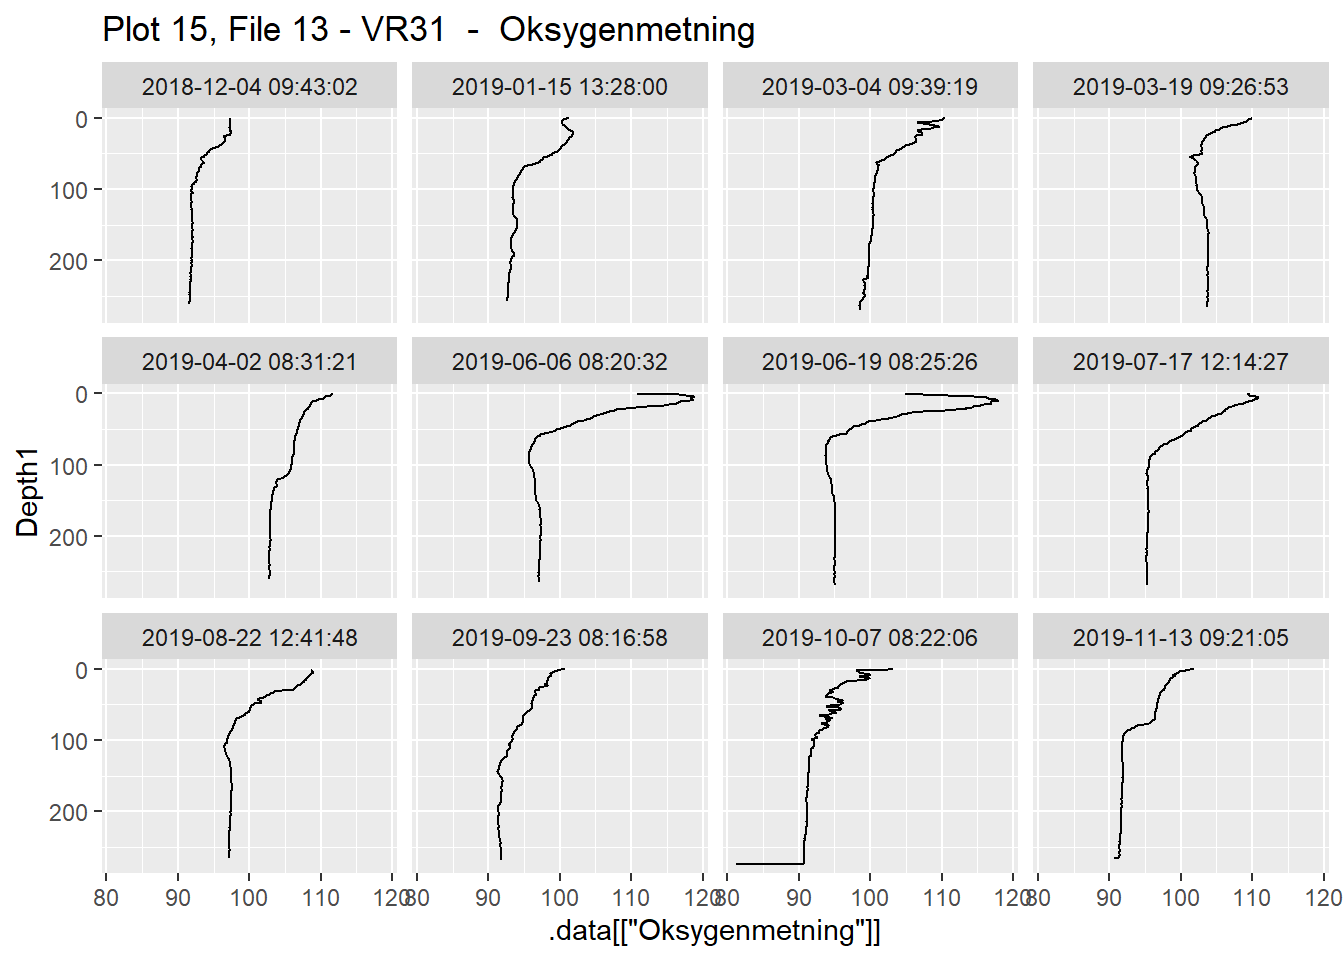 Plot 15, File 13 - VR31  -  Oksygenmetning
2018-12-04 09:43:02 2019-01-15 13:28:00 2019-03-04 09:39:19 2019-03-19 09:26:53
0
100
200
2019-04-02 08:31:21 2019-06-06 08:20:32 2019-06-19 08:25:26 2019-07-17 12:14:27
0
100
200
Depth1
2019-08-22 12:41:48 2019-09-23 08:16:58 2019-10-07 08:22:06 2019-11-13 09:21:05
0
100
200
80 90 100 110 120 80 90 100 110 120 80 90 100 110 120 80 90 100 110 120
.data[["Oksygenmetning"]]